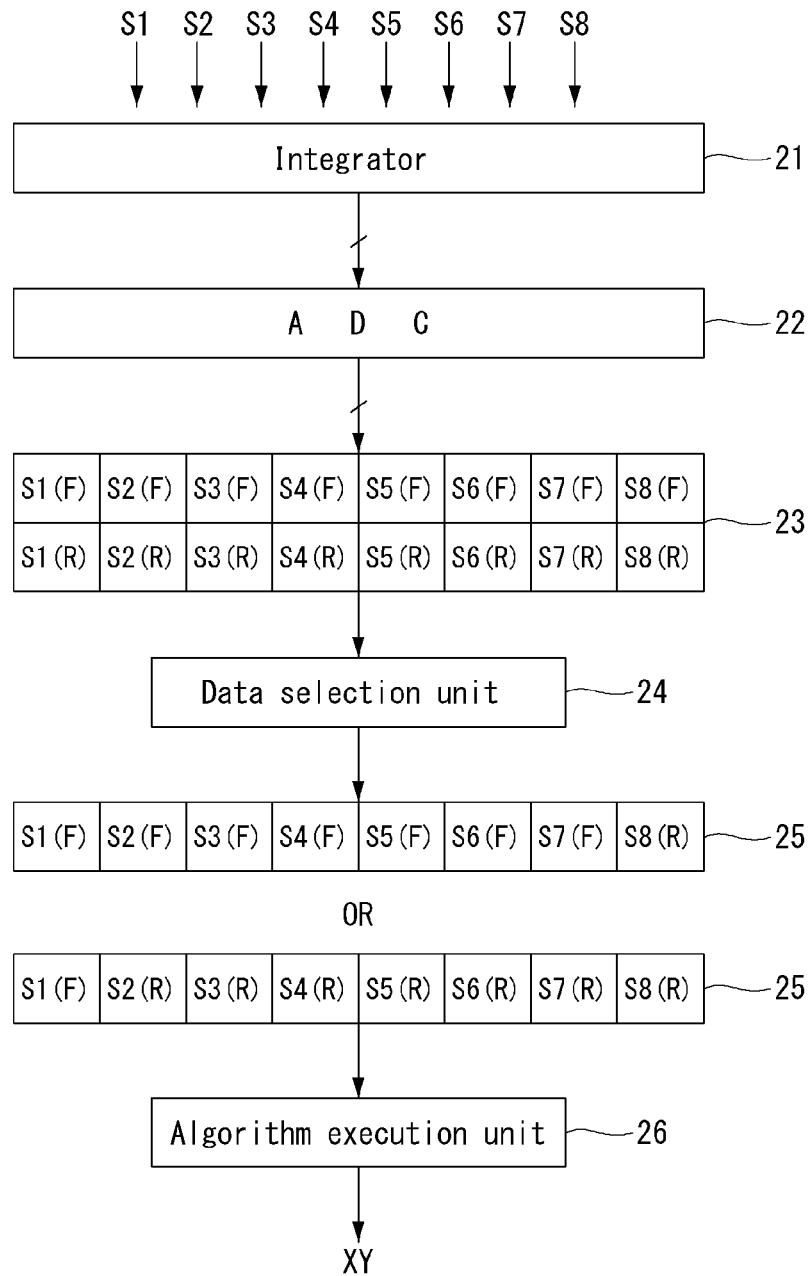 S1 S2 S3 S4 S5 S6 S7 S8
Integrator 21
A D C 22
S1(F) S2(F) S3(F) S4(F) S5(F) S6(F) S7(F) S8(F)
23
S1(R) S2(R) S3(R) S4(R) S5(R) S6(R) S7(R) S8(R)
Data selection unit 24
S1(F) S2(F) S3(F) S4(F) S5(F) S6(F) S7(F) S8(R) 25
OR
S1(F) S2(R) S3(R) S4(R) S5(R) S6(R) S7(R) S8(R) 25
Algorithm execution unit 26
XY